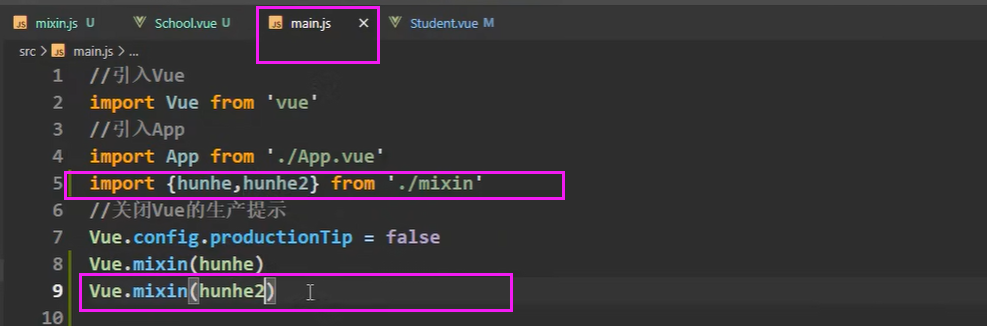 JS mixin.js U School.vue U JS main.js × Student.vue M
src > JS main.js > ...
1 //引入Vue
2 import Vue from 'vue'
3 //引入App
4 import App from './App.vue'
5 import {hunhe,hunhe2} from './mixin'
6 //关闭Vue的生产提示
7 Vue.config.productionTip = false
8 Vue.mixin(hunhe)
9 Vue.mixin(hunhe2)
10